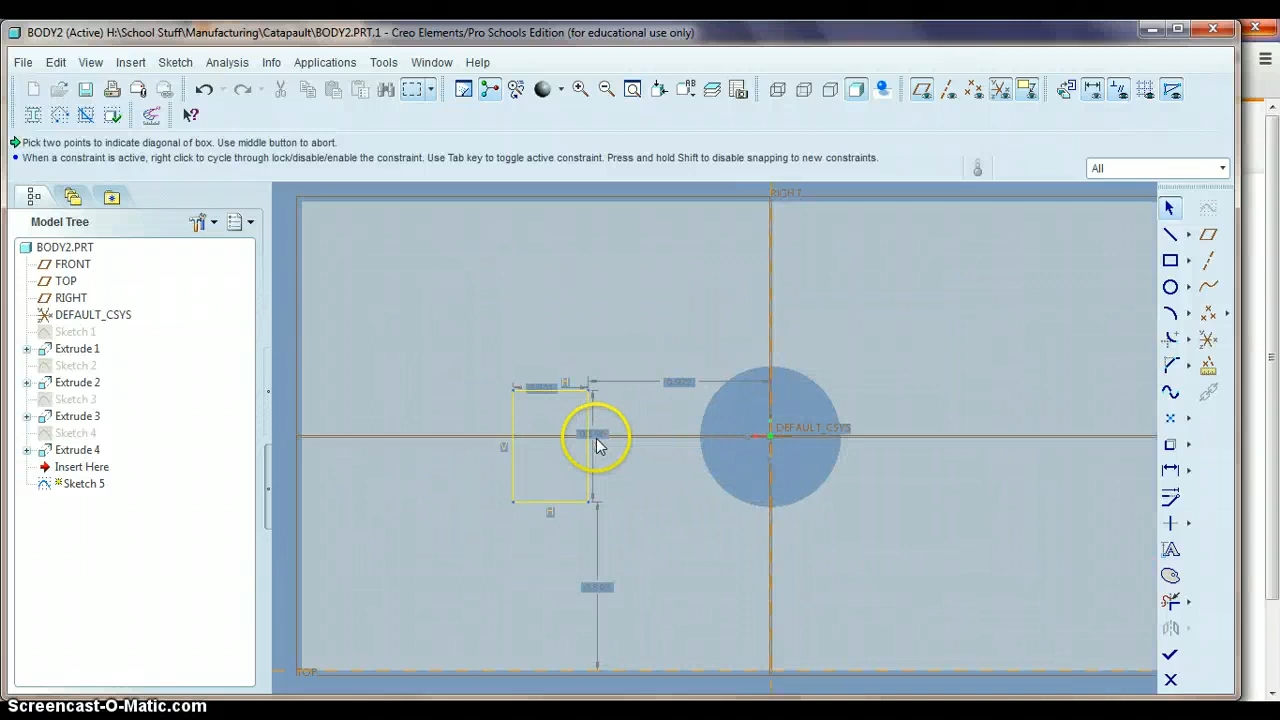 BODY2 (Active) H:\School Stuff\Manufacturing\Catapault\BODY2.PRT.1 - Creo Elements/Pro Schools Edition (for educational use only)
File Edit View Insert Sketch Analysis Info Applications Tools Window Help
Pick two points to indicate diagonal of box. Use middle button to abort.
When a constraint is active, right click to cycle through lock/disable/enable the constraint. Use Tab key to toggle active constraint. Press and hold Shift to disable snapping to new constraints.
All
Model Tree
BODY2.PRT
FRONT
TOP
RIGHT
DEFAULT_CSYS
Sketch 1
Extrude 1
Sketch 2
Extrude 2
Sketch 3
Extrude 3
Sketch 4
Extrude 4
Insert Here
Sketch 5
RIGHT
H
V
DEFAULT_CSYS
H
TOP
Screencast-O-Matic.com